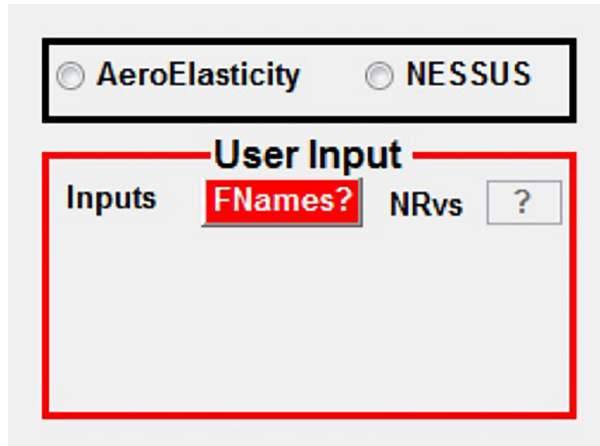 AeroElasticity NESSUS
User Input
Inputs FNames? NRvs ?